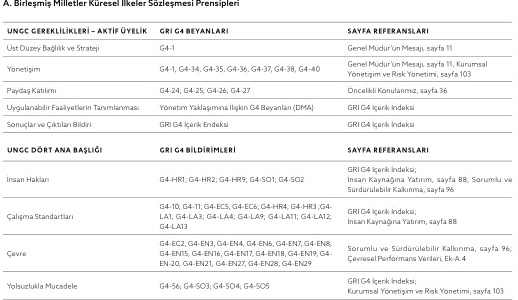 A. Birleşmiş Milletler Küresel İlkeler Sözleşmesi Prensipleri
UNGC GEREKLİLİKLERİ – AKTİF ÜYELİK GRI G4 BEYANLARI SAYFA REFERANSLARI
Üst Düzey Bağlılık ve Strateji G4-1 Genel Müdür'ün Mesajı, sayfa 11
Yönetişim G4-1, G4-34, G4-35, G4-36, G4-37, G4-38, G4-40 Genel Müdür'ün Mesajı, sayfa 11, Kurumsal
Yönetişim ve Risk Yönetimi, sayfa 103
Paydaş Katılımı G4-24; G4-25; G4-26; G4-27 Öncelikli Konularımız, sayfa 36
Uygulanabilir Faaliyetlerin Tanımlanması Yönetim Yaklaşımına İlişkin G4 Beyanları (DMA) GRI G4 İçerik İndeksi
Sonuçlar ve Çıktıları Bildiri GRI G4 İçerik Endeksi GRI G4 İçerik İndeksi
UNGC DÖRT ANA BAŞLIĞI GRI G4 BİLDİRİMLERİ SAYFA REFERANSLARI
İnsan Hakları G4-HR1; G4-HR2; G4-HR9; G4-SO1; G4-SO2 GRI G4 İçerik İndeksi;
İnsan Kaynağına Yatırım, sayfa 88; Sorumlu ve
Sürdürülebilir Kalkınma, sayfa 96
Çalışma Standartları G4-10; G4-11; G4-EC5; G4-EC6; G4-HR4; G4-HR3 ;G4-
LA1; G4-LA3; G4-LA4; G4-LA9; G4-LA11; G4-LA12;
G4-LA13 GRI G4 İçerik İndeksi;
İnsan Kaynağına Yatırım, sayfa 88
Çevre G4-EC2, G4-EN3, G4-EN4, G4-EN6, G4-EN7, G4-EN8,
G4-EN15, G4-EN16, G4-EN17, G4-EN18, G4-EN19, G4-
EN-20, G4-EN21, G4-EN27, G4-EN28, G4-EN29 Sorumlu ve Sürdürülebilir Kalkınma, sayfa 96;
Çevresel Performans Verileri, Ek-A.4
Yolsuzlukla Mücadele G4-56; G4-SO3; G4-SO4; G4-SO5 GRI G4 İçerik İndeksi;
Kurumsal Yönetişim ve Risk Yönetimi, sayfa 103